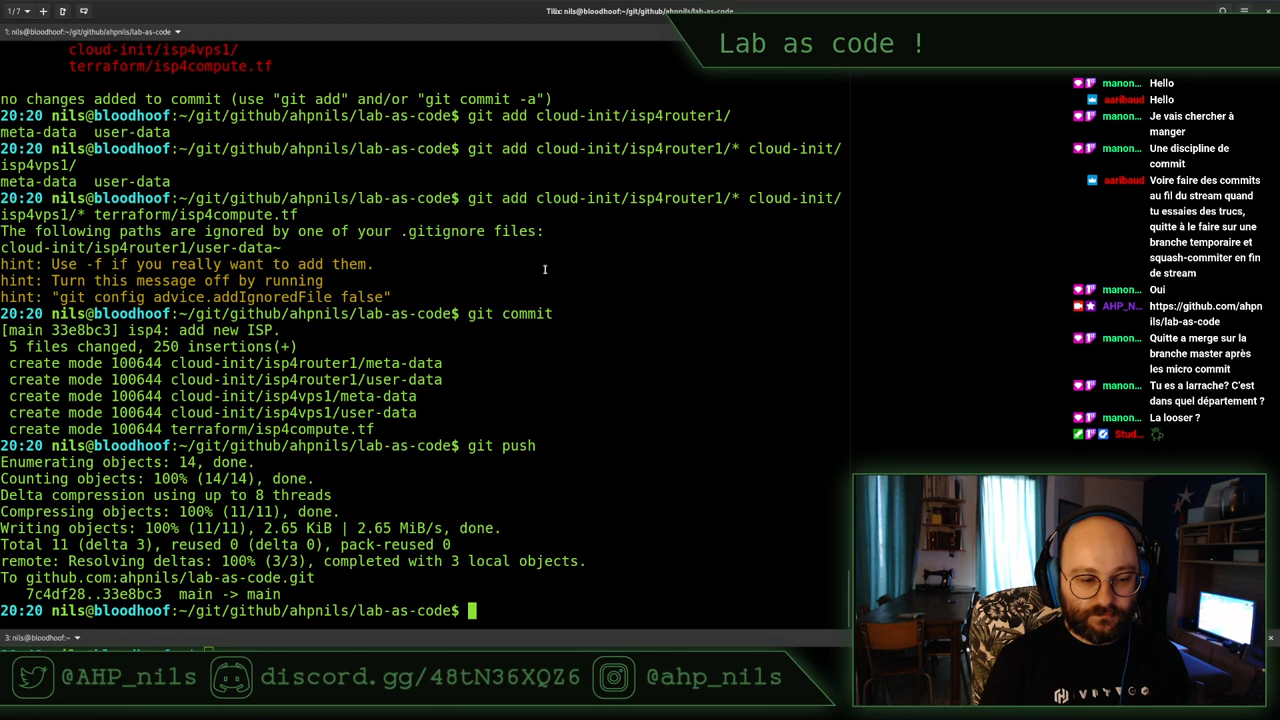 1/7
Tilix: nils@bloodhoof:~/git/github/ahpnils/lab-as-code
1: nils@bloodhoof:~/git/github/ahpnils/lab-as-code
cloud-init/isp4vps1/
terraform/isp4compute.tf
no changes added to commit (use "git add" and/or "git commit -a")
20:20 nils@bloodhoof:~/git/github/ahpnils/lab-as-code$ git add cloud-init/isp4router1/
meta-data  user-data
20:20 nils@bloodhoof:~/git/github/ahpnils/lab-as-code$ git add cloud-init/isp4router1/* cloud-init/
isp4vps1/
meta-data  user-data
20:20 nils@bloodhoof:~/git/github/ahpnils/lab-as-code$ git add cloud-init/isp4router1/* cloud-init/
isp4vps1/* terraform/isp4compute.tf
The following paths are ignored by one of your .gitignore files:
cloud-init/isp4router1/user-data~
hint: Use -f if you really want to add them.
hint: Turn this message off by running
hint: "git config advice.addIgnoredFile false"
20:20 nils@bloodhoof:~/git/github/ahpnils/lab-as-code$ git commit
[main 33e8bc3] isp4: add new ISP.
5 files changed, 250 insertions(+)
create mode 100644 cloud-init/isp4router1/meta-data
create mode 100644 cloud-init/isp4router1/user-data
create mode 100644 cloud-init/isp4vps1/meta-data
create mode 100644 cloud-init/isp4vps1/user-data
create mode 100644 terraform/isp4compute.tf
20:20 nils@bloodhoof:~/git/github/ahpnils/lab-as-code$ git push
Enumerating objects: 14, done.
Counting objects: 100% (14/14), done.
Delta compression using up to 8 threads
Compressing objects: 100% (11/11), done.
Writing objects: 100% (11/11), 2.65 KiB | 2.65 MiB/s, done.
Total 11 (delta 3), reused 0 (delta 0), pack-reused 0
remote: Resolving deltas: 100% (3/3), completed with 3 local objects.
To github.com:ahpnils/lab-as-code.git
7c4df28..33e8bc3  main -> main
20:20 nils@bloodhoof:~/git/github/ahpnils/lab-as-code$
3: nils@bloodhoof:~
Lab as code !
manon... Hello
aaribaud Hello
manon... Je vais chercher à
manger
manon... Une discipline de
commit
aaribaud Voire faire des commits
au fil du stream quand
tu essaies des trucs,
quitte à le faire sur une
branche temporaire et
squash-commiter en fin
de stream
manon... Oui
AHP_N... https://github.com/ahpn
ils/lab-as-code
manon... Quitte a merge sur la
branche master après
les micro commit
manon... Tu es a larrache? C'est
dans quel département ?
manon... La looser ?
Stud...
@AHP_nils
discord.gg/48tN36XQZ6
@ahp_nils